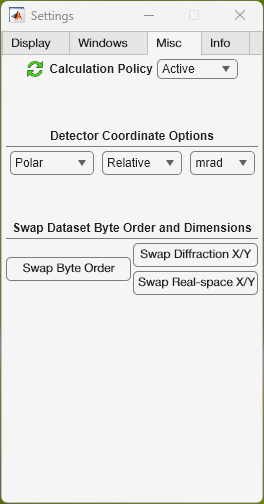 Settings
Display Windows Misc Info
Calculation Policy Active
Detector Coordinate Options
Polar Relative mrad
Swap Dataset Byte Order and Dimensions
Swap Byte Order
Swap Diffraction X/Y
Swap Real-space X/Y